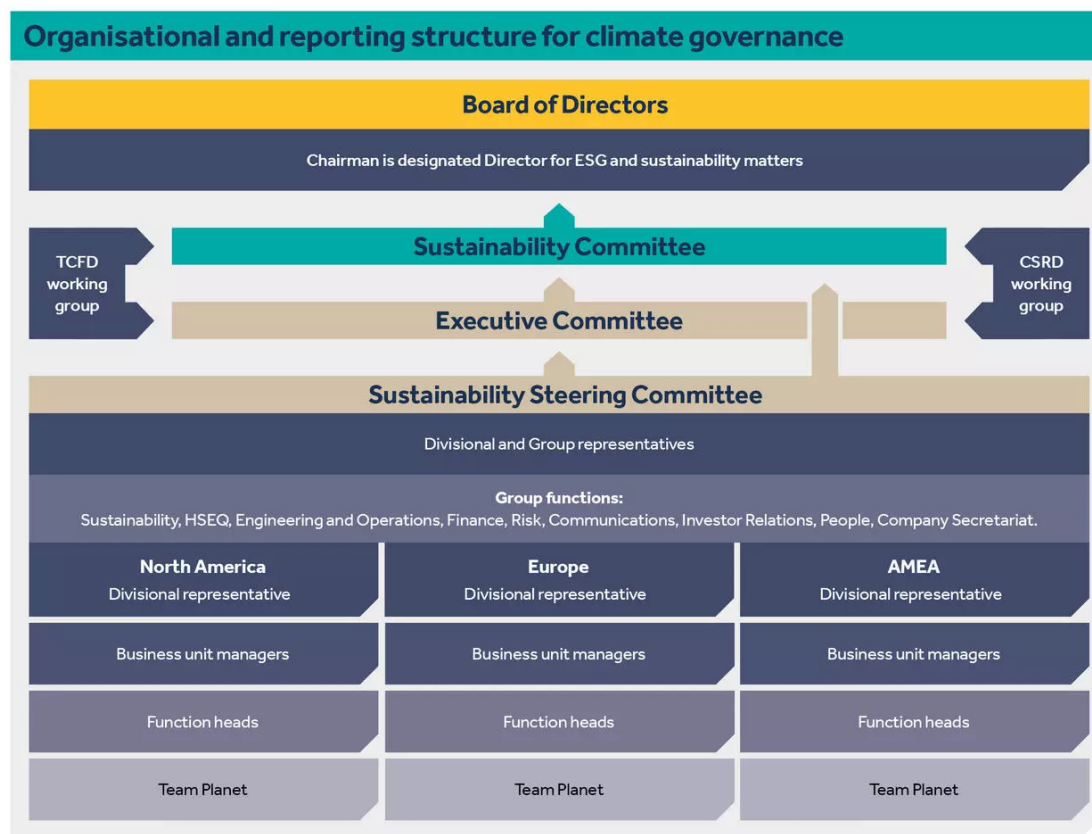 Organisational and reporting structure for climate governance
Board of Directors
Chairman is designated Director for ESG and sustainability matters
TCFD
working
group
Sustainability Committee
CSRD
working
group
Executive Committee
Sustainability Steering Committee
Divisional and Group representatives
Group functions:
Sustainability, HSEQ, Engineering and Operations, Finance, Risk, Communications, Investor Relations, People, Company Secretariat.
North America
Divisional representative
Europe
Divisional representative
AMEA
Divisional representative
Business unit managers
Business unit managers
Business unit managers
Function heads
Function heads
Function heads
Team Planet
Team Planet
Team Planet